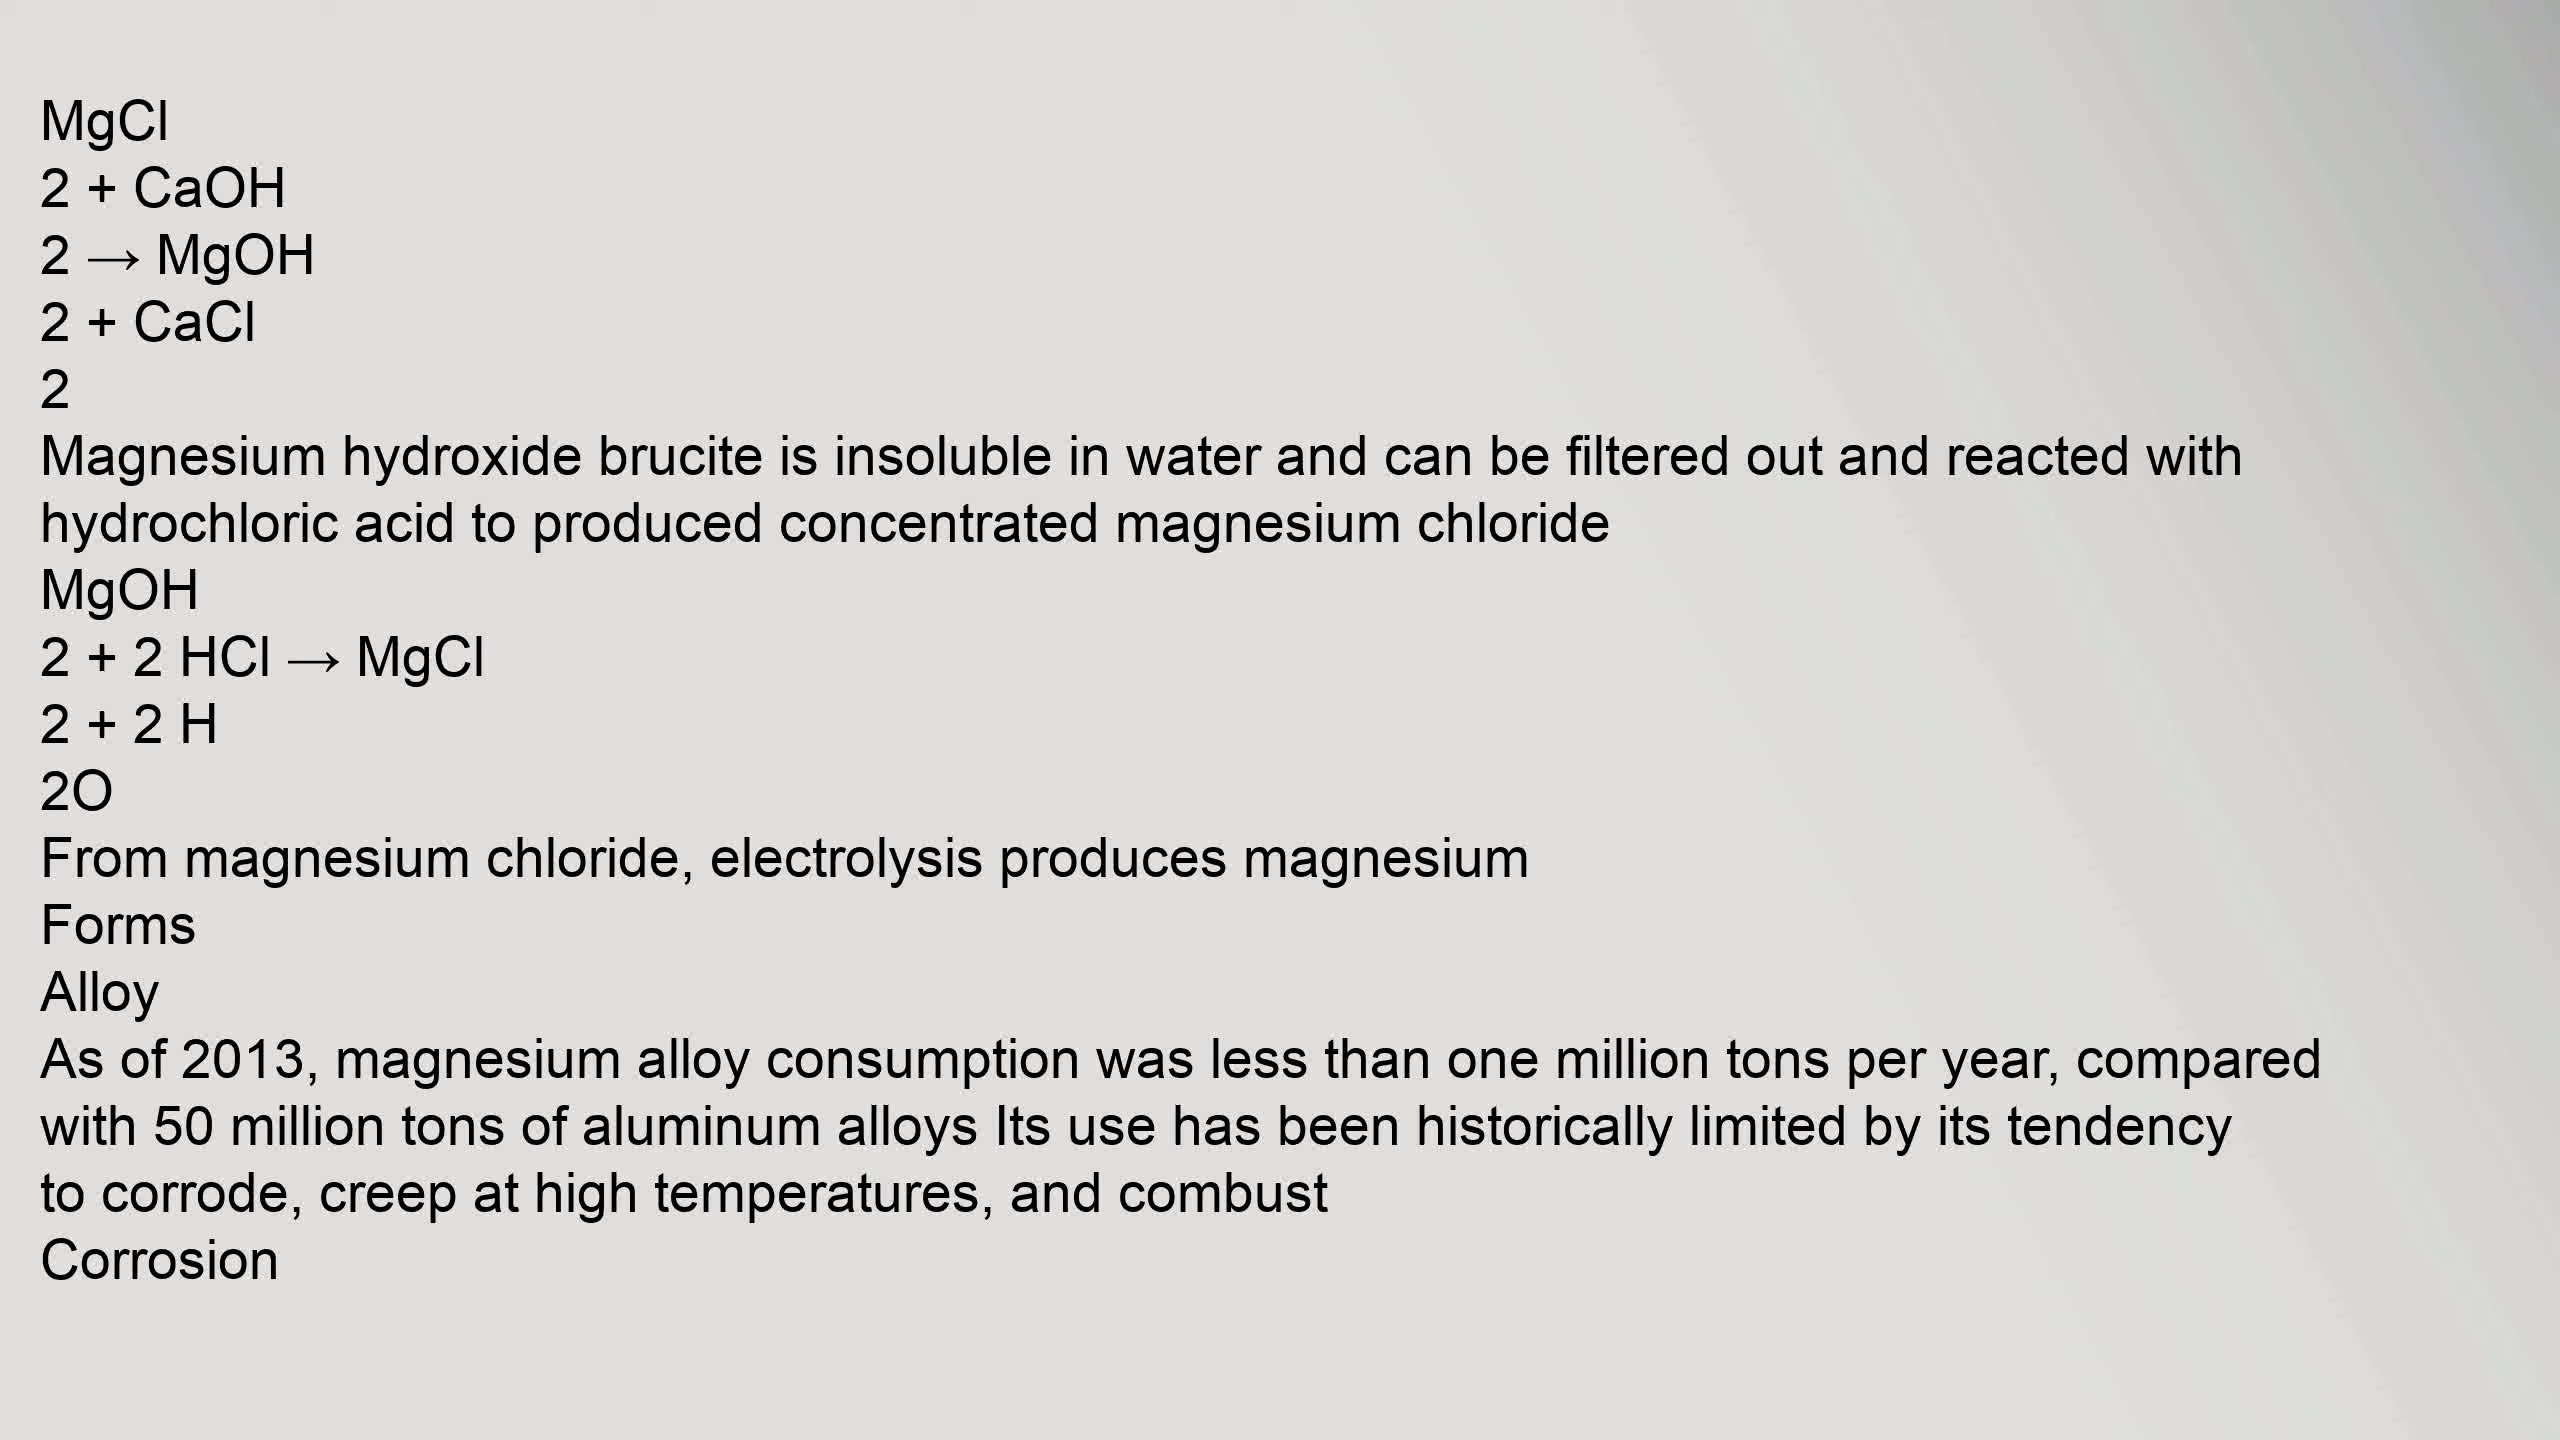 MgCl
2 + CaOH
2 → MgOH
2 + CaCl
2
Magnesium hydroxide brucite is insoluble in water and can be filtered out and reacted with
hydrochloric acid to produced concentrated magnesium chloride
MgOH
2 + 2 HCl → MgCl
2 + 2 H
2O
From magnesium chloride, electrolysis produces magnesium
Forms
Alloy
As of 2013, magnesium alloy consumption was less than one million tons per year, compared
with 50 million tons of aluminum alloys Its use has been historically limited by its tendency
to corrode, creep at high temperatures, and combust
Corrosion